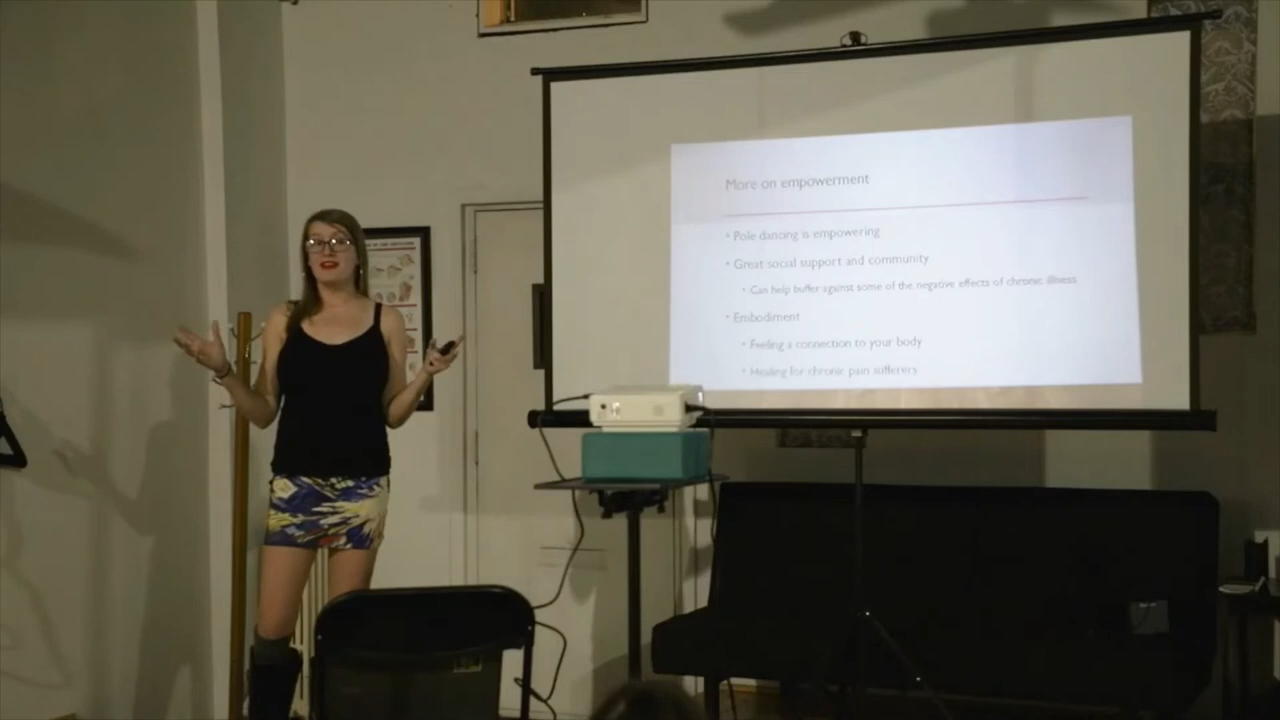 More on empowerment
• Pole dancing is empowering
• Great social support and community
• Can help buffer against some of the negative effects of chronic illness
• Embodiment
• Feeling a connection to your body
• Healing for chronic pain sufferers